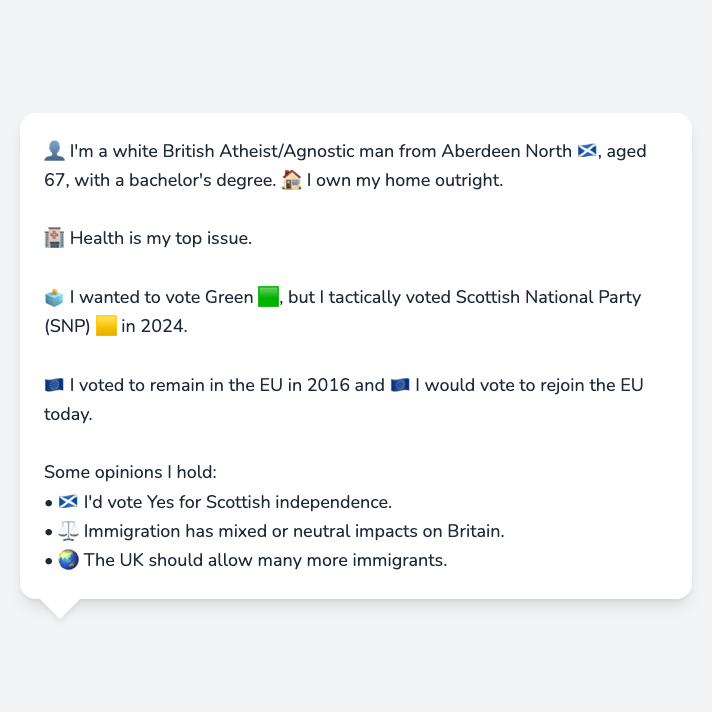 👤 I'm a white British Atheist/Agnostic man from Aberdeen North 🏴󠁧󠁢󠁳󠁣󠁴󠁿, aged
67, with a bachelor's degree. 🏠 I own my home outright.
🏥 Health is my top issue.
🗳️ I wanted to vote Green 🟩, but I tactically voted Scottish National Party
(SNP) 🟨 in 2024.
🇪🇺 I voted to remain in the EU in 2016 and 🇪🇺 I would vote to rejoin the EU
today.
Some opinions I hold:
• 🏴󠁧󠁢󠁳󠁣󠁴󠁿 I'd vote Yes for Scottish independence.
• ⚖️ Immigration has mixed or neutral impacts on Britain.
• 🌏 The UK should allow many more immigrants.